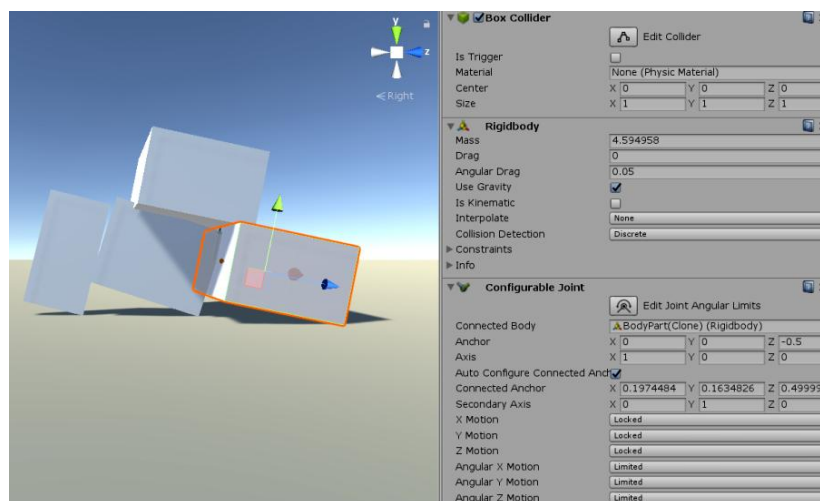 y
z
<Right
Box Collider
Edit Collider
Is Trigger
Material None (Physic Material)
Center X 0 Y 0 Z 0
Size X 1 Y 1 Z 1
Rigidbody
Mass 4.594958
Drag 0
Angular Drag 0.05
Use Gravity
Is Kinematic
Interpolate None
Collision Detection Discrete
Constraints
Info
Configurable Joint
Edit Joint Angular Limits
Connected Body BodyPart(Clone) (Rigidbody)
Anchor X 0 Y 0 Z -0.5
Axis X 1 Y 0 Z 0
Auto Configure Connected Anch
Connected Anchor X 0.1974484 Y 0.1634826 Z 0.49999
Secondary Axis X 0 Y 1 Z 0
X Motion Locked
Y Motion Locked
Z Motion Locked
Angular X Motion Limited
Angular Y Motion Limited
Angular Z Motion Limited